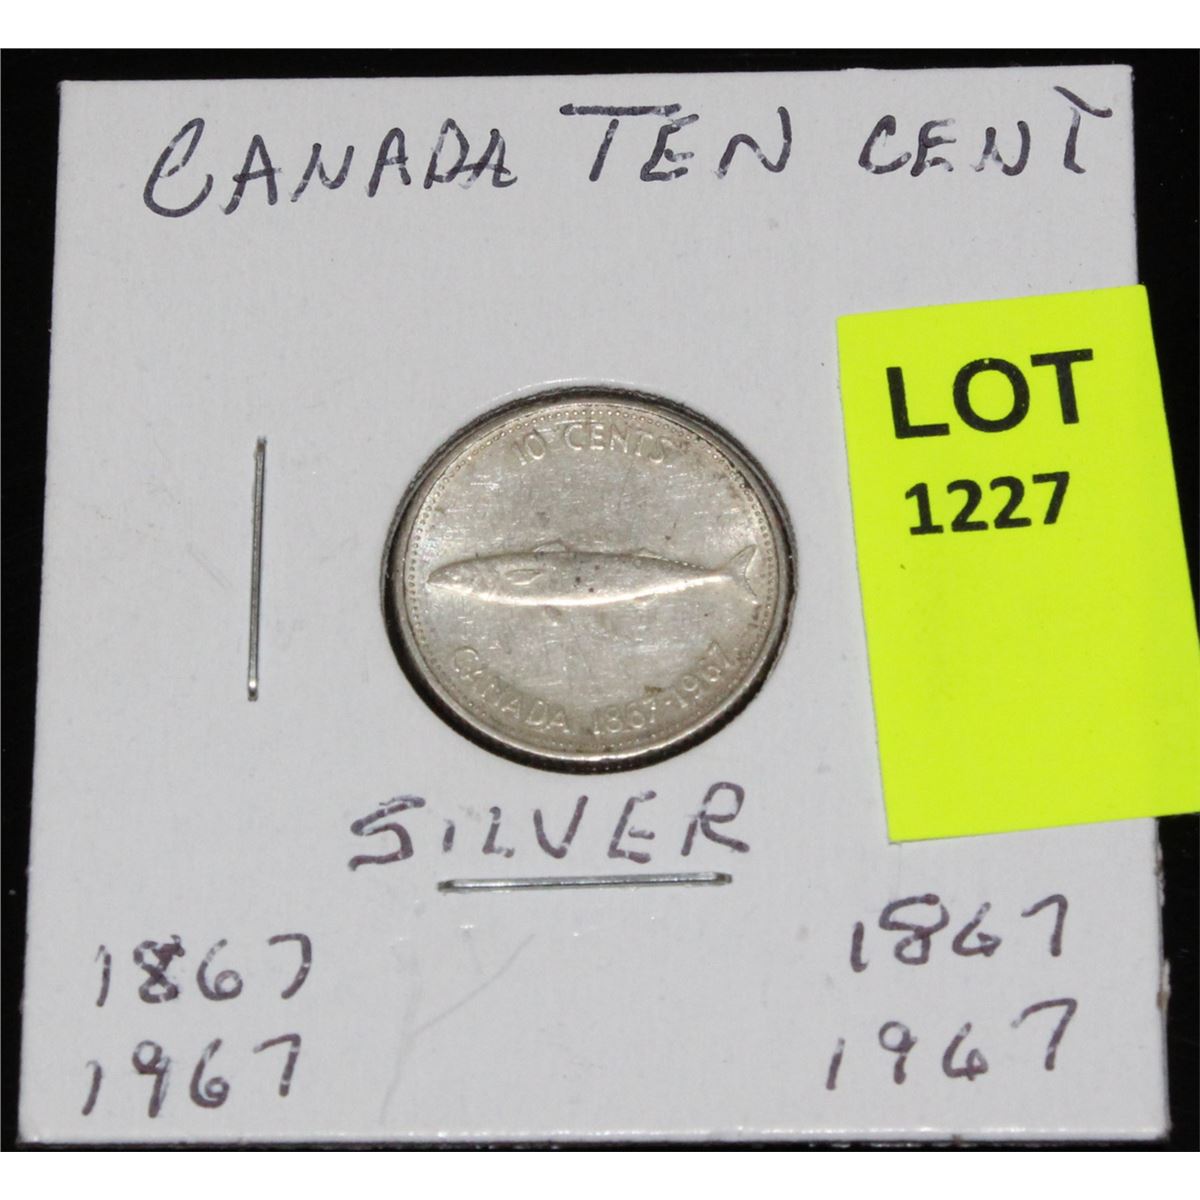 CANADA TEN CENT
LOT
1227
10 CENTS
CANADA 1867-1967
SILVER
1867
1967
1867
1967